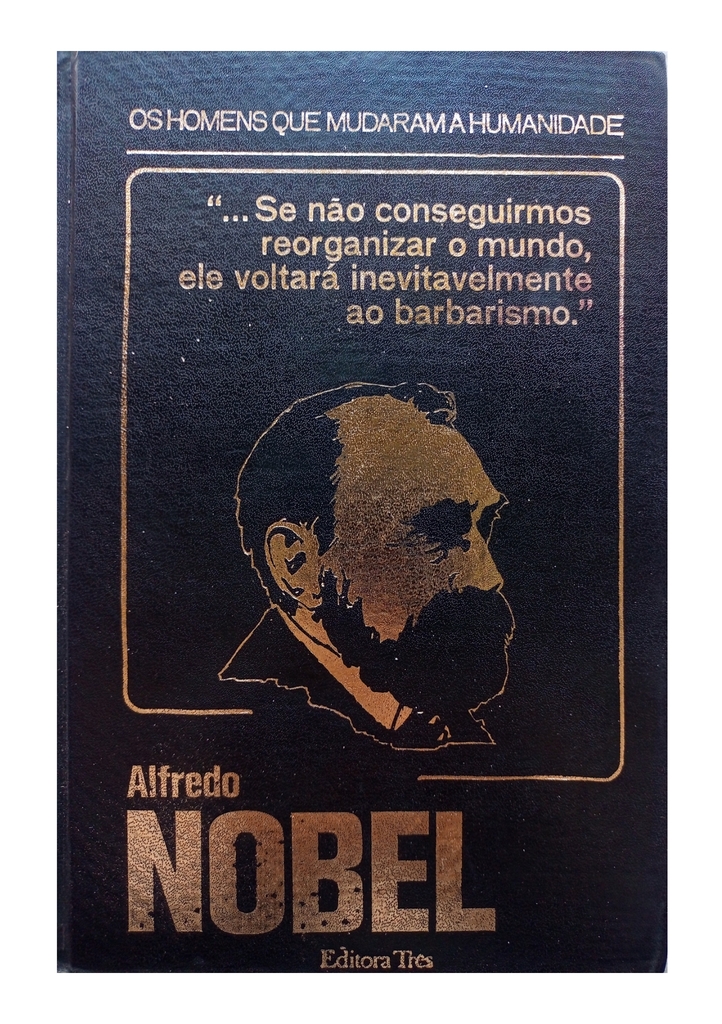 OS HOMENS QUE MUDARAM A HUMANIDADE
“... Se não conseguirmos
reorganizar o mundo,
ele voltará inevitavelmente
ao barbarismo.”
Alfredo
NOBEL
Editora Três